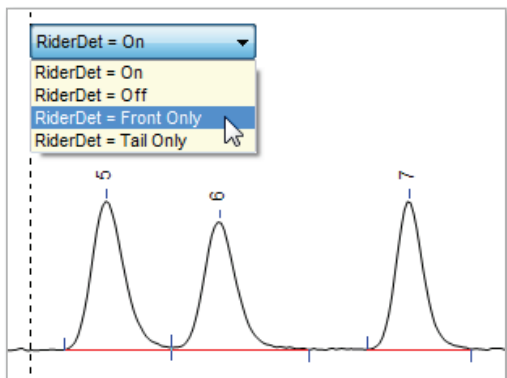 RiderDet = On
RiderDet = On
RiderDet = Off
RiderDet = Front Only
RiderDet = Tail Only
5
6
7